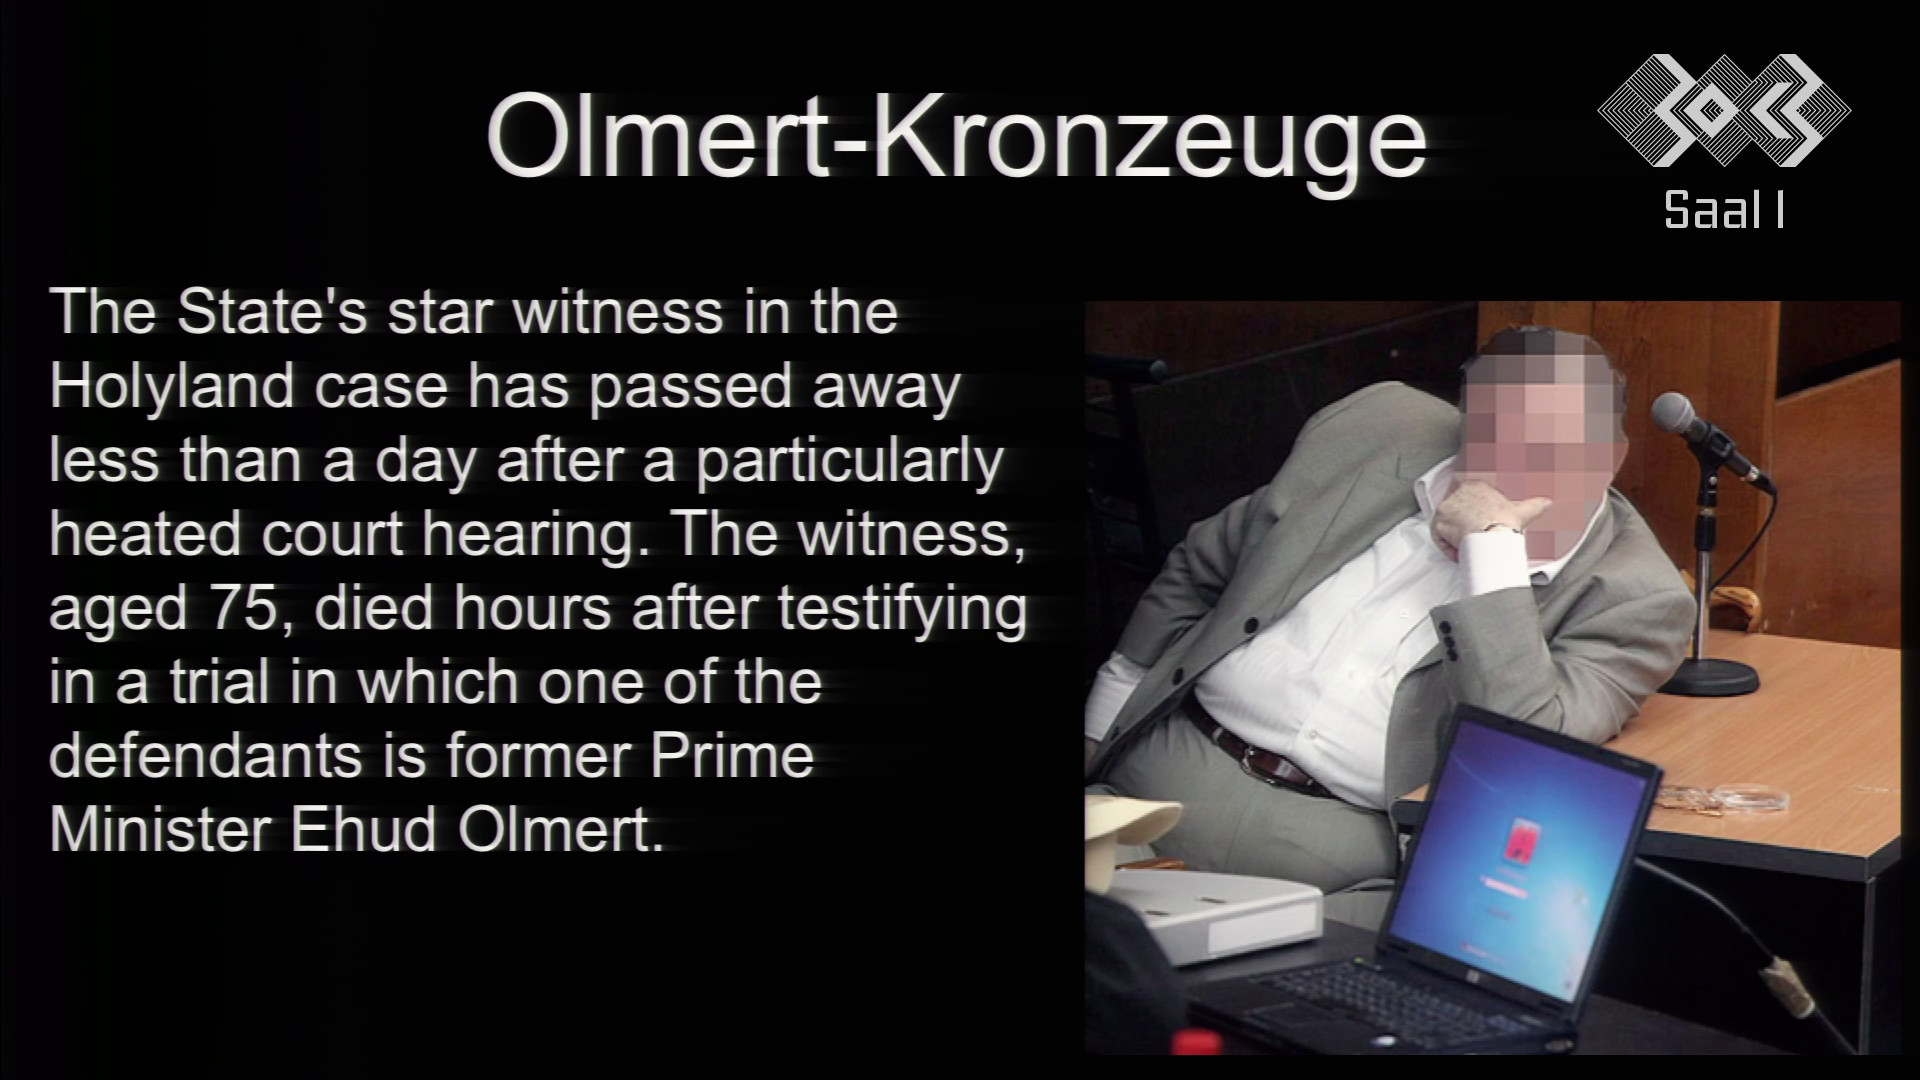 Olmert-Kronzeuge
Saal 1
The State's star witness in the
Holyland case has passed away
less than a day after a particularly
heated court hearing. The witness,
aged 75, died hours after testifying
in a trial in which one of the
defendants is former Prime
Minister Ehud Olmert.